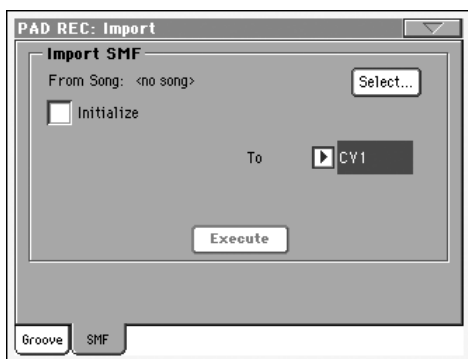 PAD REC: Import
Import SMF
From Song: <no song> Select...
Initialize
To CV1
Execute
Groove SMF